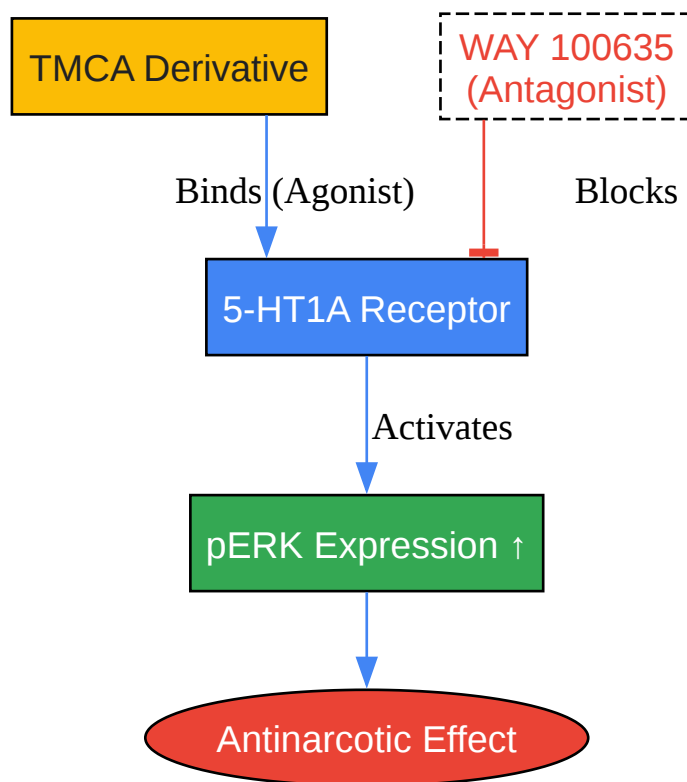 TMCA Derivative
WAY 100635
(Antagonist)
Binds (Agonist)
Blocks
5-HT1A Receptor
Activates
pERK Expression ↑
Antinarcotic Effect